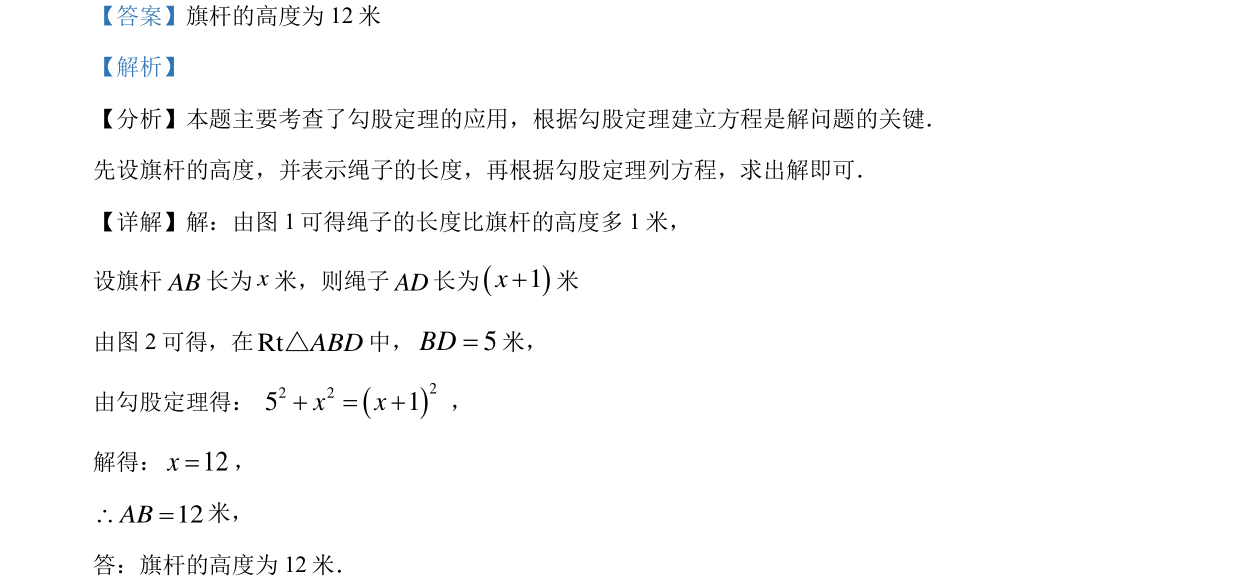 【答案】旗杆的高度为 12 米
【解析】
【分析】本题主要考查了勾股定理的应用，根据勾股定理建立方程是解问题的关键．
先设旗杆的高度，并表示绳子的长度，再根据勾股定理列方程，求出解即可．
【详解】解：由图 1 可得绳子的长度比旗杆的高度多 1 米，
设旗杆 AB 长为 x 米，则绳子 AD 长为 (x+1) 米
由图 2 可得，在 Rt△ABD 中， BD = 5 米，
由勾股定理得： 5² + x² = (x+1)² ，
解得： x = 12 ，
∴ AB = 12 米，
答：旗杆的高度为 12 米．